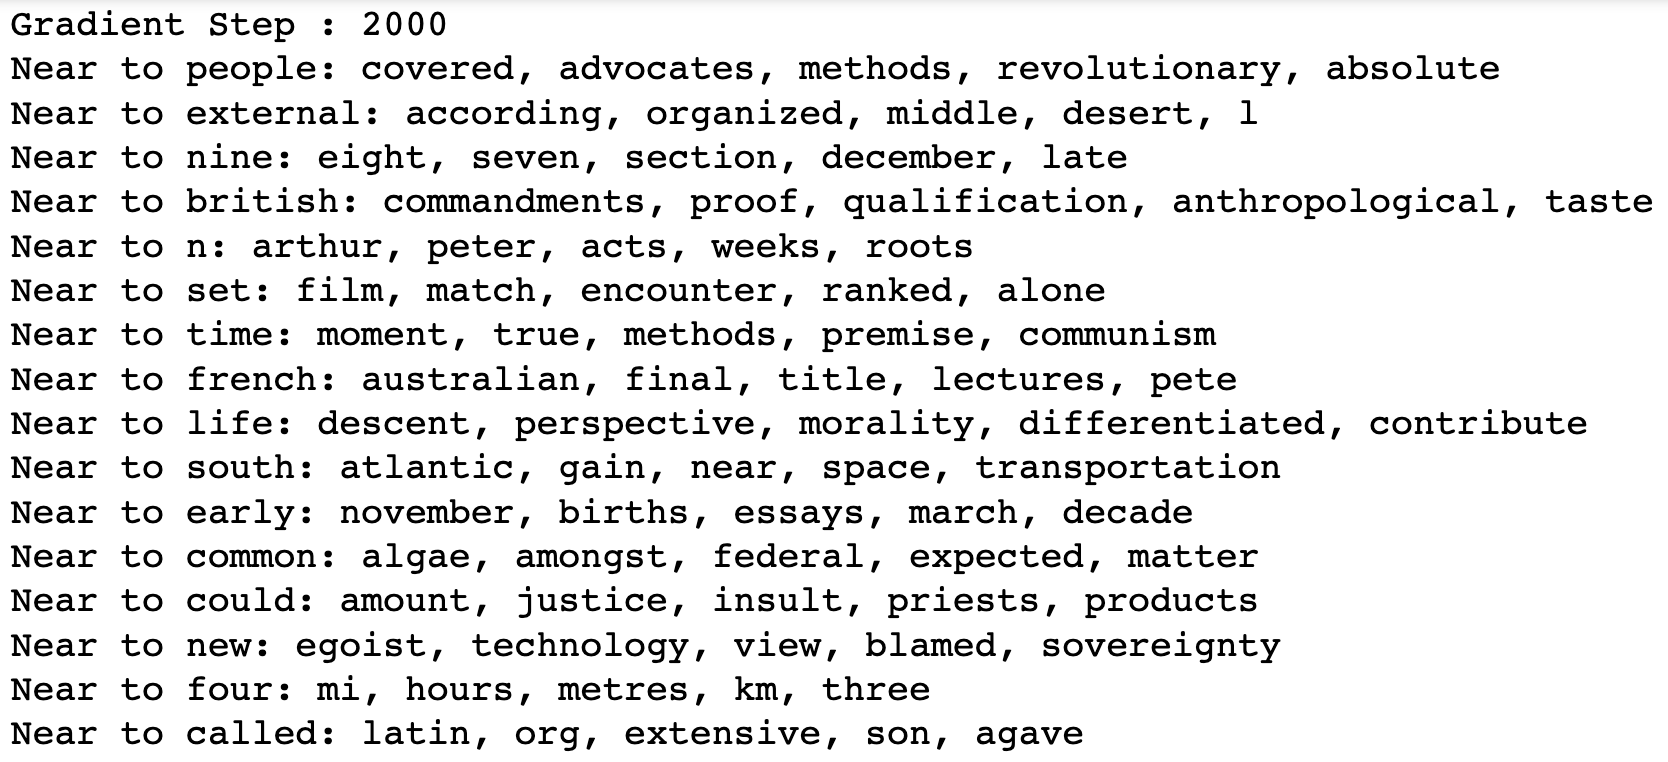 Gradient Step : 2000
Near to people: covered, advocates, methods, revolutionary, absolute
Near to external: according, organized, middle, desert, l
Near to nine: eight, seven, section, december, late
Near to british: commandments, proof, qualification, anthropological, taste
Near to n: arthur, peter, acts, weeks, roots
Near to set: film, match, encounter, ranked, alone
Near to time: moment, true, methods, premise, communism
Near to french: australian, final, title, lectures, pete
Near to life: descent, perspective, morality, differentiated, contribute
Near to south: atlantic, gain, near, space, transportation
Near to early: november, births, essays, march, decade
Near to common: algae, amongst, federal, expected, matter
Near to could: amount, justice, insult, priests, products
Near to new: egoist, technology, view, blamed, sovereignty
Near to four: mi, hours, metres, km, three
Near to called: latin, org, extensive, son, agave